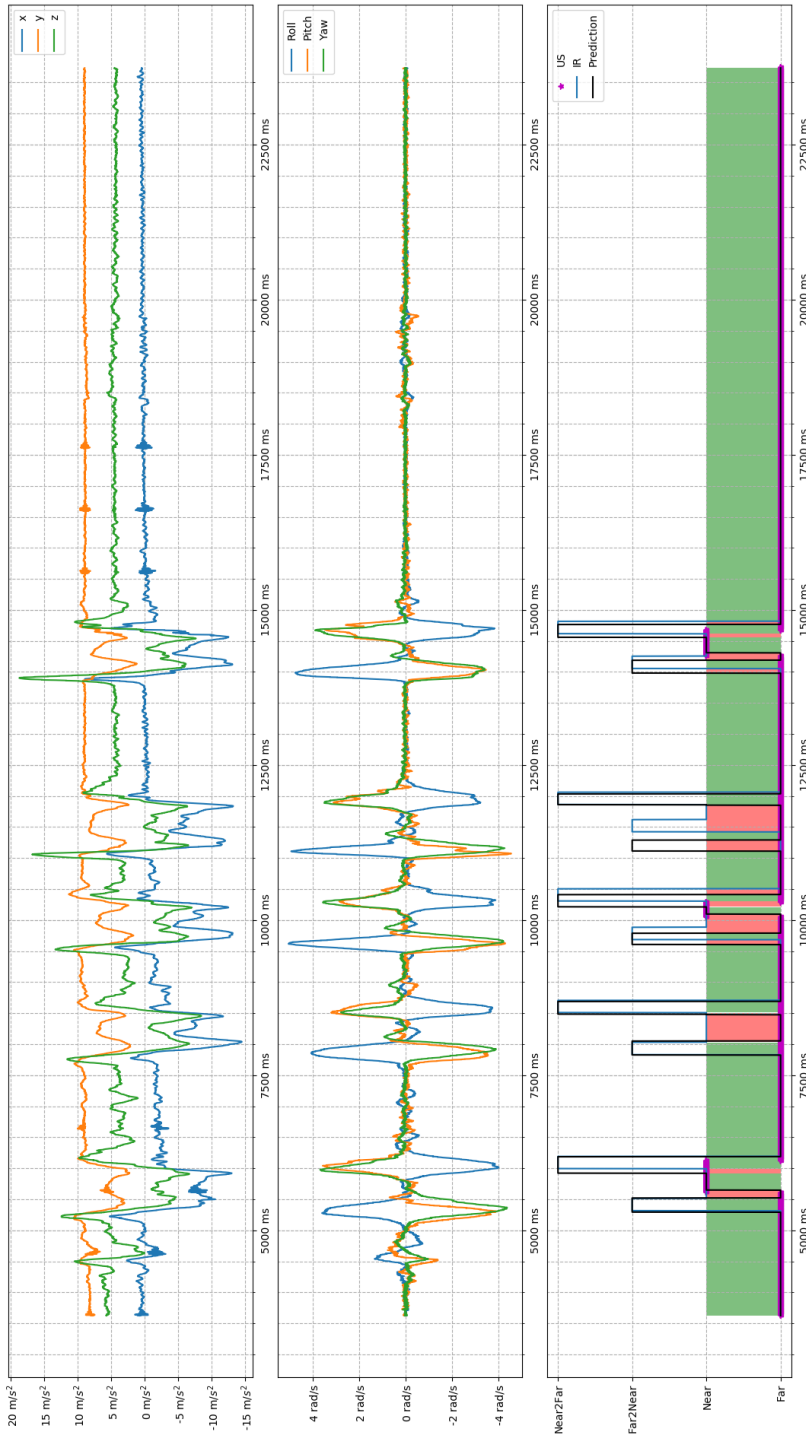 20 m/s²
15 m/s²
10 m/s²
5 m/s²
0 m/s²
-5 m/s²
-10 m/s²
-15 m/s²
5000 ms
7500 ms
10000 ms
12500 ms
15000 ms
17500 ms
20000 ms
22500 ms
x
y
z
4 rad/s
2 rad/s
0 rad/s
-2 rad/s
-4 rad/s
5000 ms
7500 ms
10000 ms
12500 ms
15000 ms
17500 ms
20000 ms
22500 ms
Roll
Pitch
Yaw
Near2Far
Far2Near
Near
Far
5000 ms
7500 ms
10000 ms
12500 ms
15000 ms
17500 ms
20000 ms
22500 ms
US
IR
Prediction